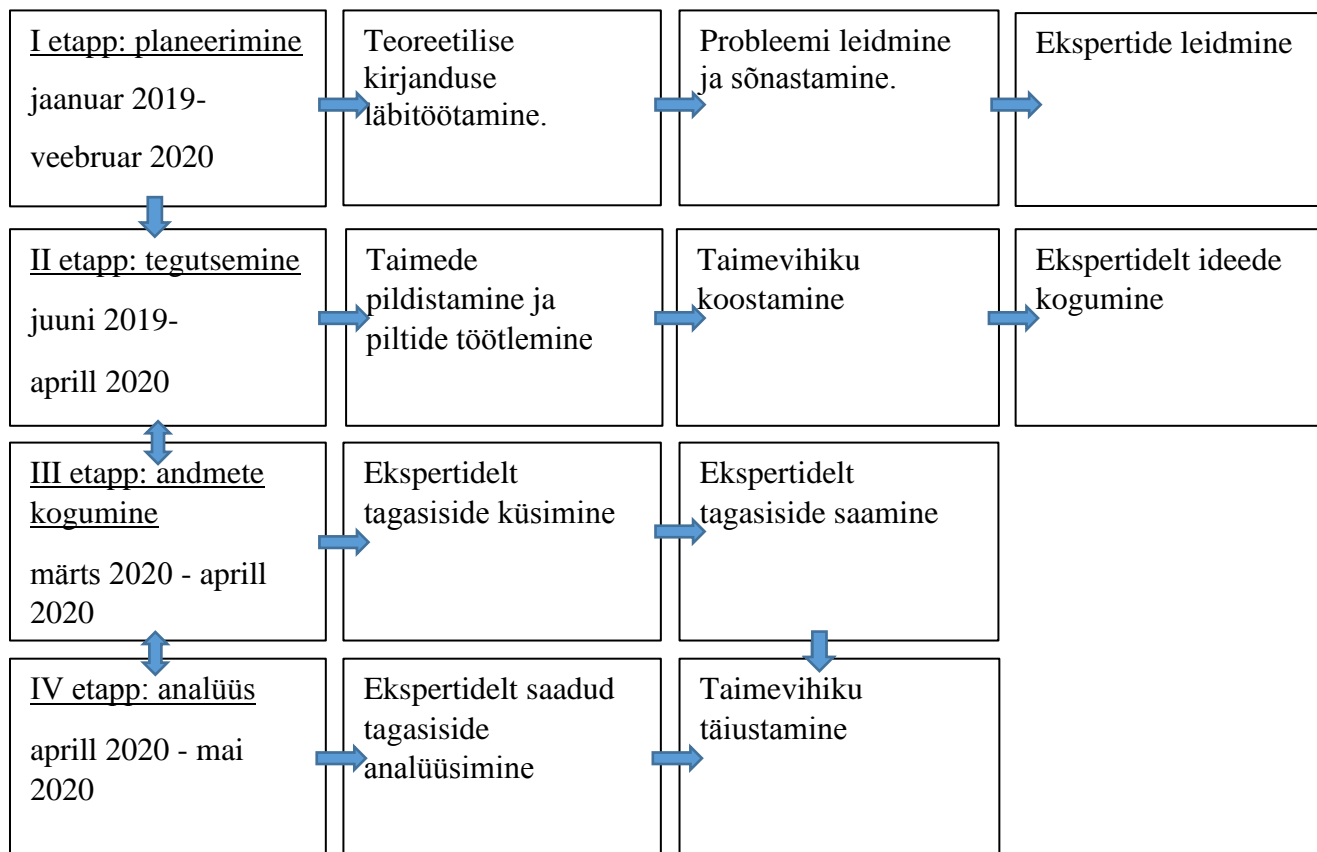 I etapp: planeerimine
jaanuar 2019-
veebruar 2020
Teoreetilise
kirjanduse
läbitöötamine.
Probleemi leidmine
ja sõnastamine.
Ekspertide leidmine
II etapp: tegutsemine
juuni 2019-
aprill 2020
Taimede
pildistamine ja
piltide töötlemine
Taimevihiku
koostamine
Ekspertidelt ideede
kogumine
III etapp: andmete
kogumine
märts 2020 - aprill
2020
Ekspertidelt
tagasiside küsimine
Ekspertidelt
tagasiside saamine
IV etapp: analüüs
aprill 2020 - mai
2020
Ekspertidelt saadud
tagasiside
analüüsimine
Taimevihiku
täiustamine